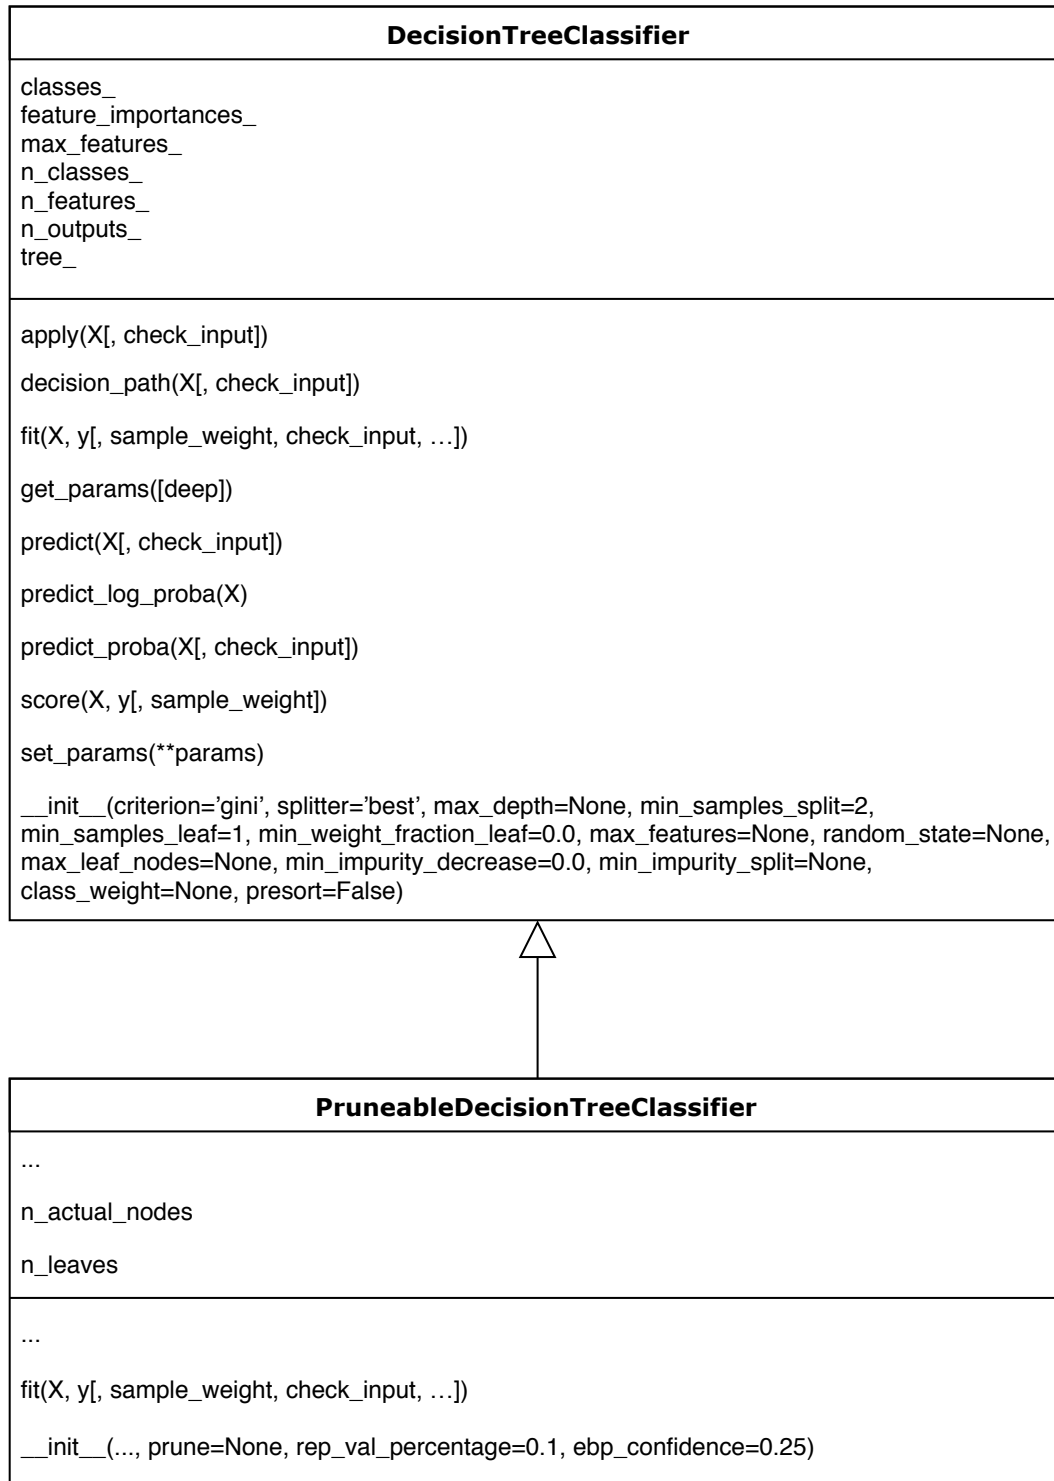 DecisionTreeClassifier
classes_
feature_importances_
max_features_
n_classes_
n_features_
n_outputs_
tree_
apply(X[, check_input])
decision_path(X[, check_input])
fit(X, y[, sample_weight, check_input, …])
get_params([deep])
predict(X[, check_input])
predict_log_proba(X)
predict_proba(X[, check_input])
score(X, y[, sample_weight])
set_params(**params)
__init__(criterion=’gini’, splitter=’best’, max_depth=None, min_samples_split=2,
min_samples_leaf=1, min_weight_fraction_leaf=0.0, max_features=None, random_state=None,
max_leaf_nodes=None, min_impurity_decrease=0.0, min_impurity_split=None,
class_weight=None, presort=False)
PruneableDecisionTreeClassifier
...
n_actual_nodes
n_leaves
...
fit(X, y[, sample_weight, check_input, …])
__init__(..., prune=None, rep_val_percentage=0.1, ebp_confidence=0.25)